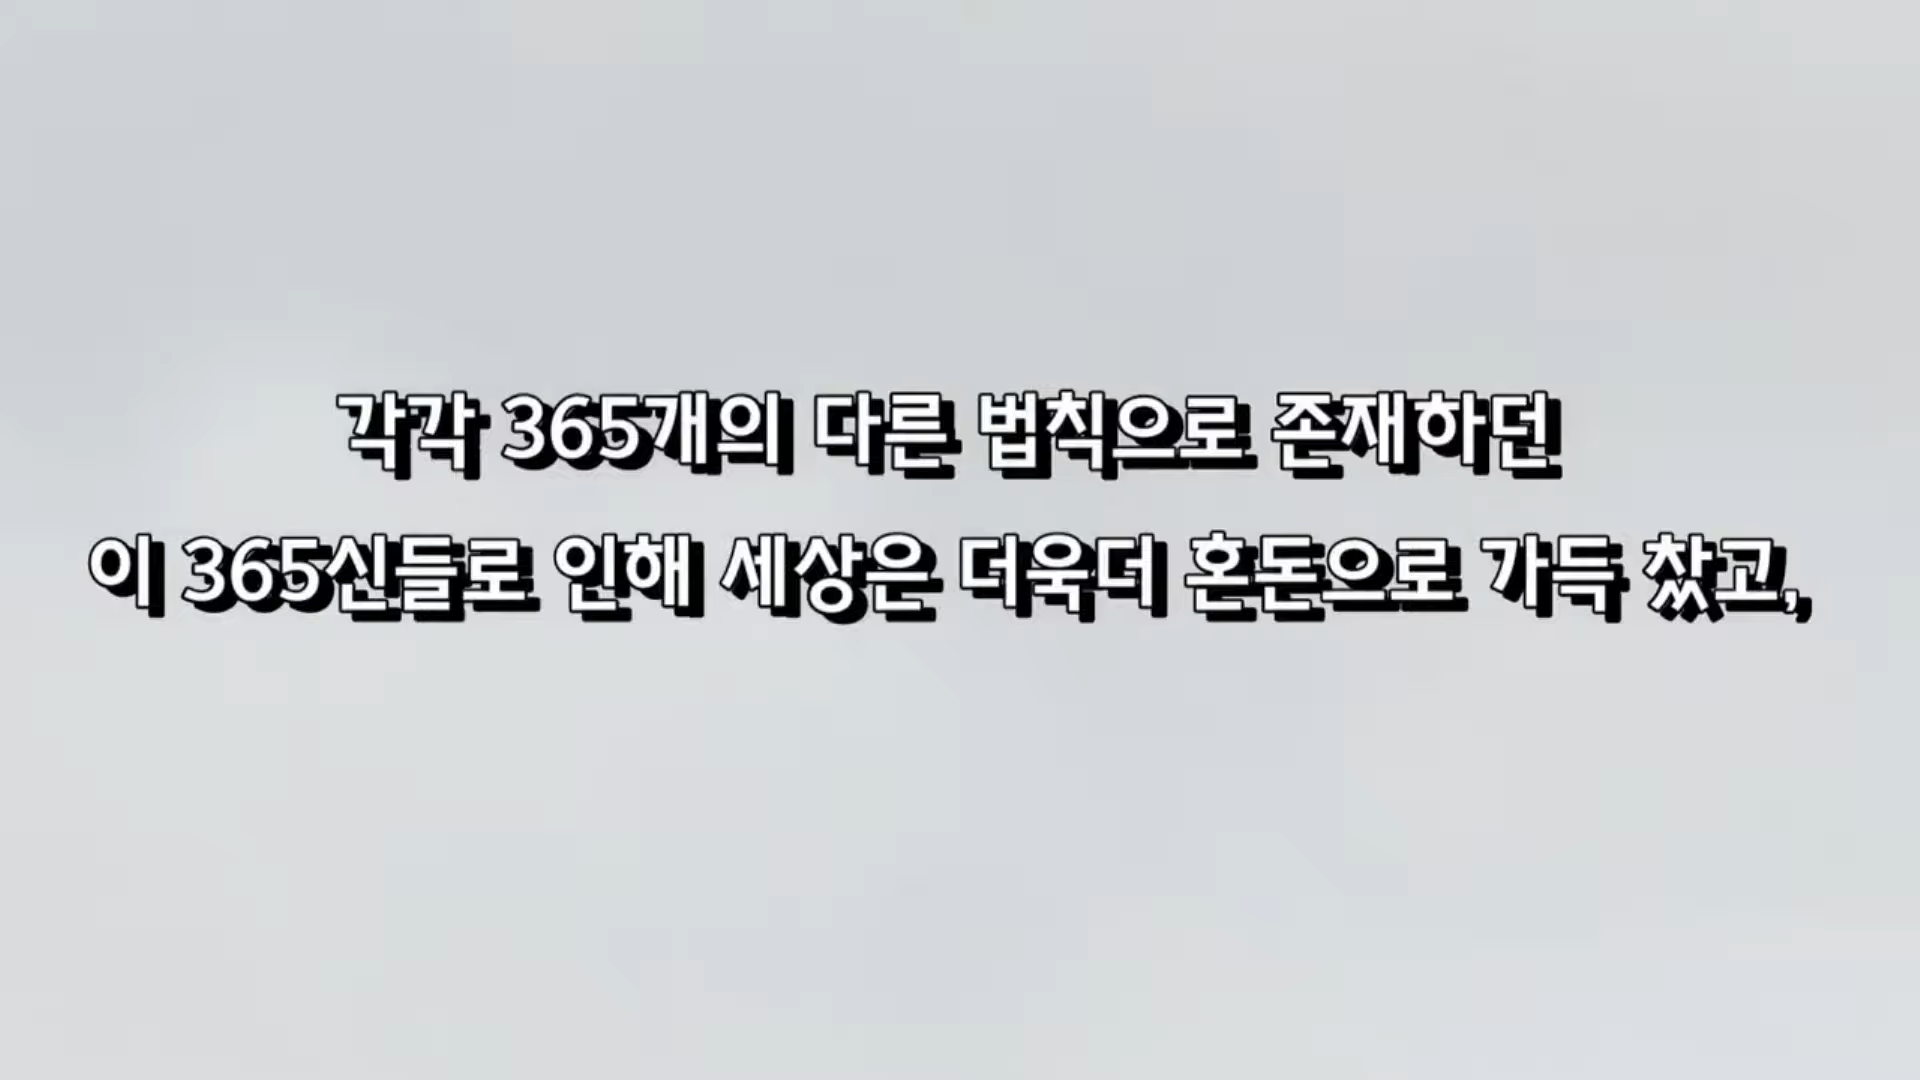 각각 365개의 다른 법칙으로 존재하던
이 365신들로 인해 세상은 더욱더 혼돈으로 가득 찼고,